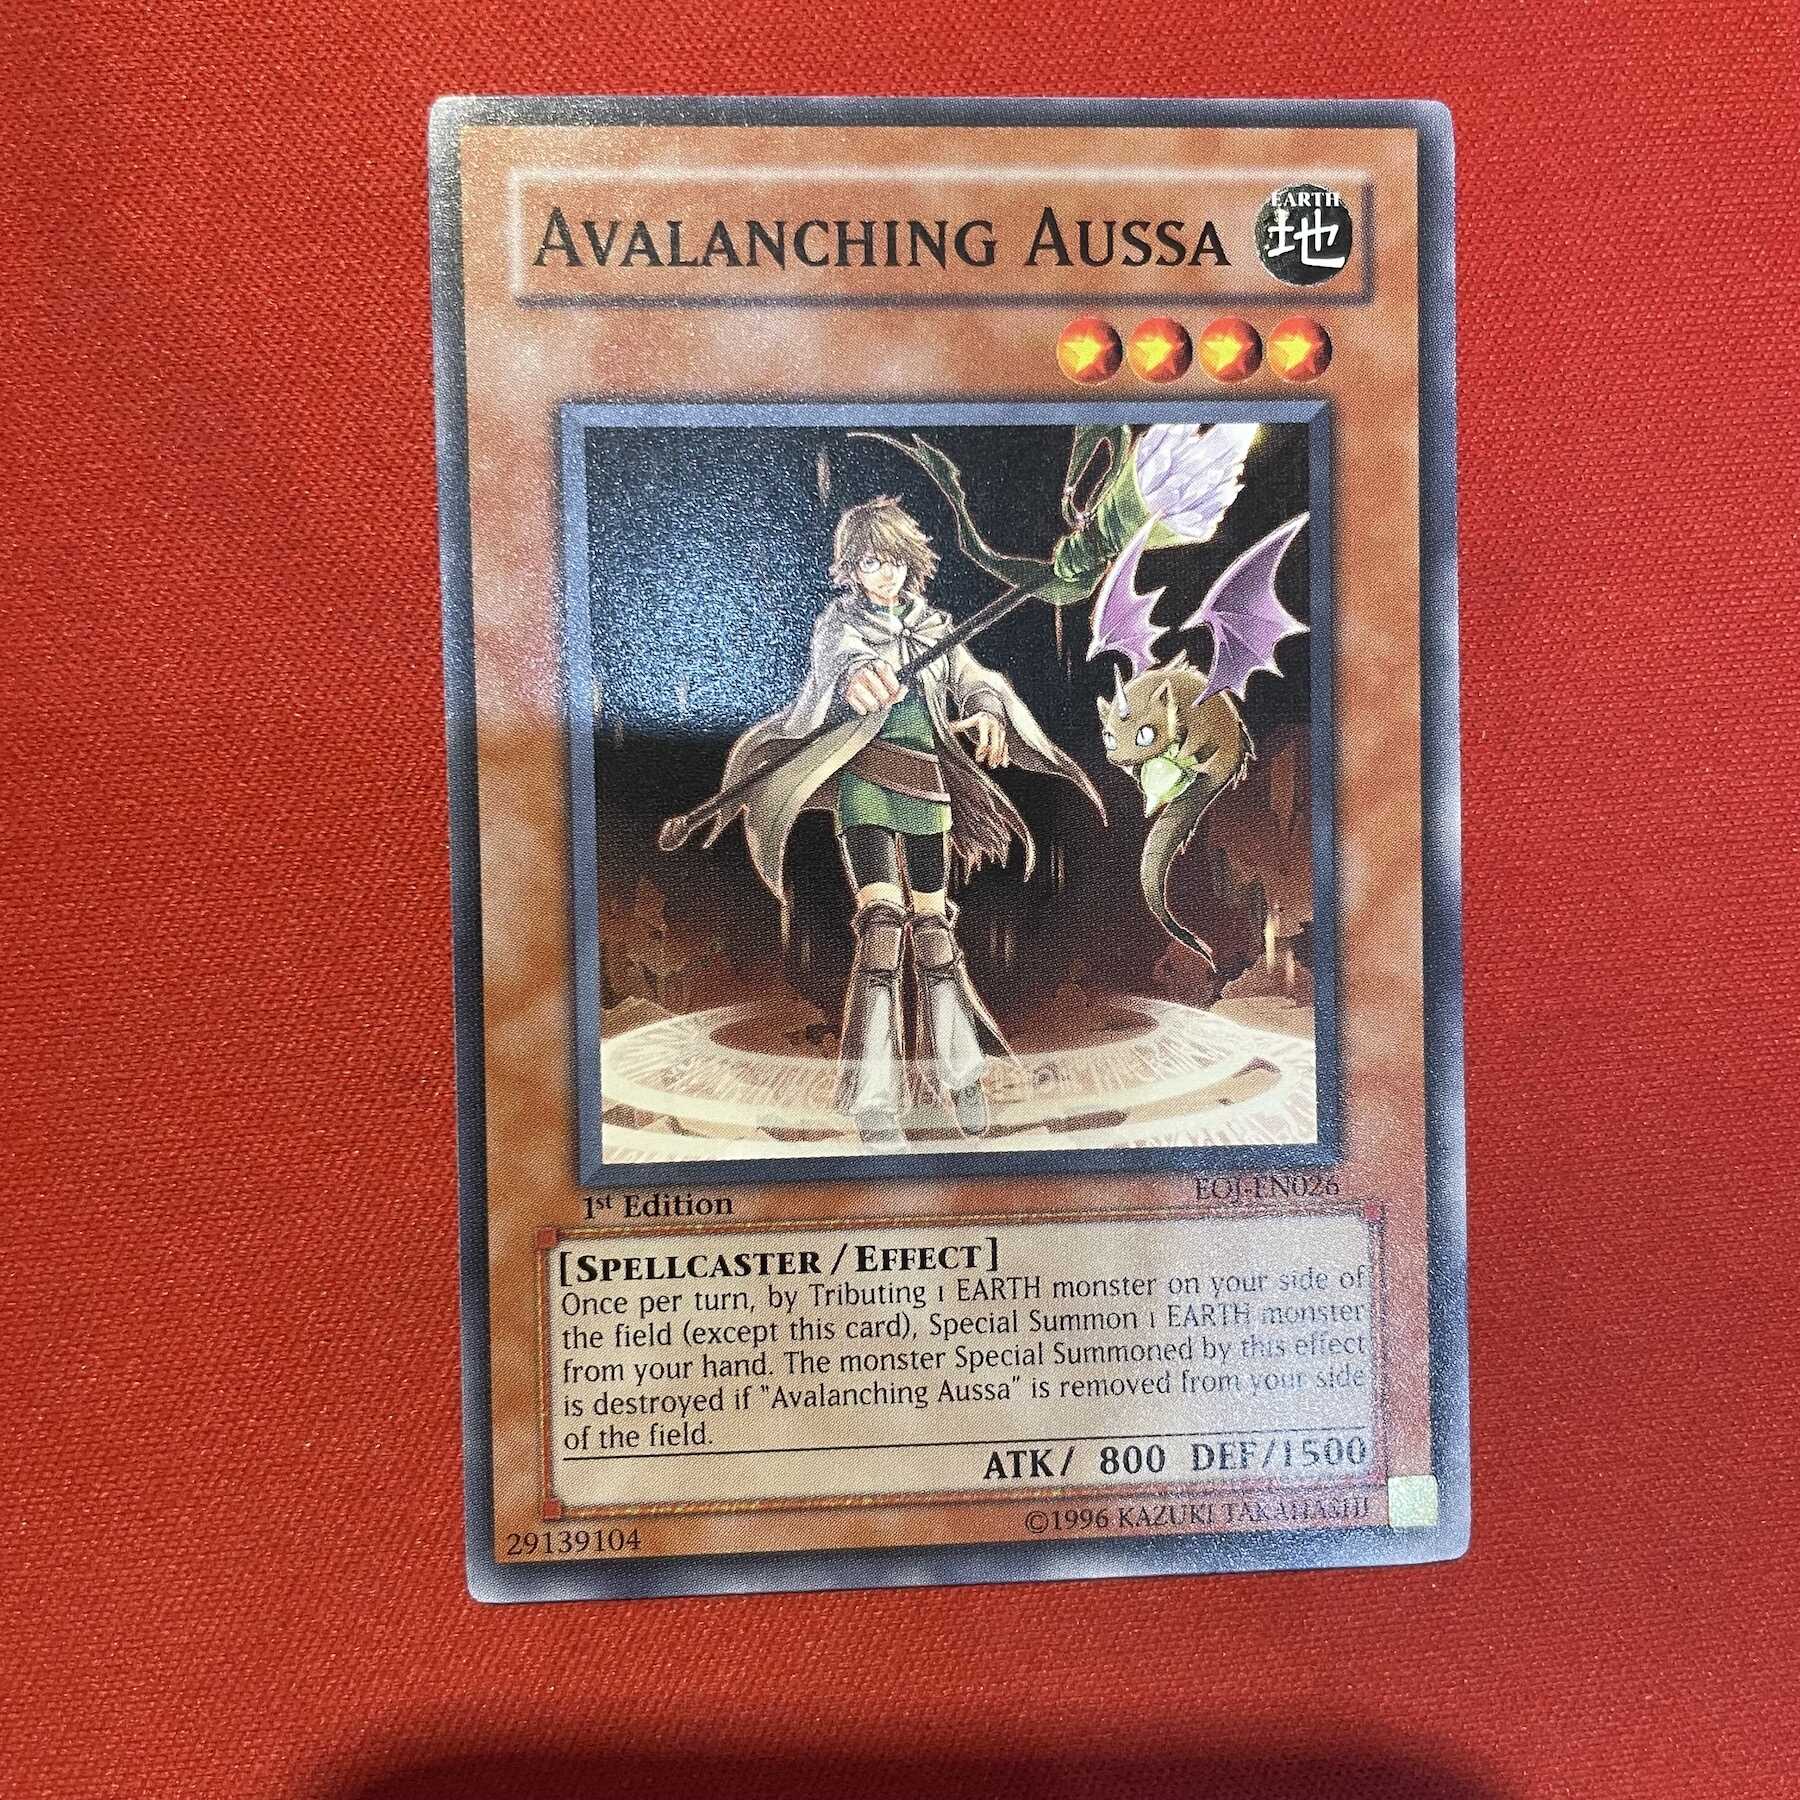 AVALANCHING AUSSA
EARTH
地
1st Edition
EOJ-EN026
[SPELLCASTER / EFFECT]
Once per turn, by Tributing 1 EARTH monster on your side of
the field (except this card), Special Summon 1 EARTH monster
from your hand. The monster Special Summoned by this effect
is destroyed if "Avalanching Aussa" is removed from your side
of the field.
ATK/ 800 DEF/1500
29139104
©1996 KAZUKI TAKAHASHI